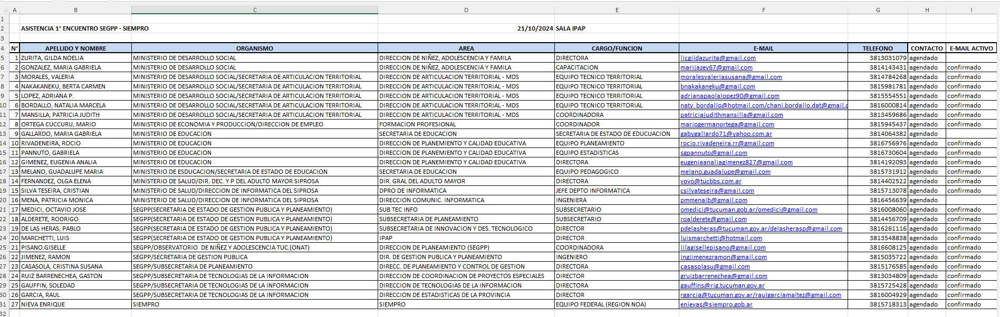 A B C D E F G H I
1
2 ASISTENCIA 1° ENCUENTRO SEGPP - SIEMPRO 21/10/2024 SALA IPAP
3
4 N° APELLIDO Y NOMBRE ORGANISMO AREA CARGO/FUNCION E-MAIL TELEFONO CONTACTO E-MAIL ACTIVO
5 1 ZURITA, GILDA NOELIA MINISTERIO DE DESARROLLO SOCIAL DIRECCION DE NIÑEZ, ADOLESCENCIA Y FAMILA DIRECTORA licgildazurita@gmail.com 3813031079 agendado
6 2 GONZALEZ, MARIA GABRIELA MINISTERIO DE DESARROLLO SOCIAL DIRECCION DE NIÑEZ, ADOLESCENCIA Y FAMILA CAPACITACION marijazey67@gmail.com 3814143431 agendado confirmado
7 3 MORALES, VALERIA MINISTERIO DE DESARROLLO SOCIAL/SECRETARIA DE ARTICULACION TERRITORIAL DIRECCION DE ARTICULACION TERRITORIAL - MDS EQUIPO TECNICO TERRITORIAL moralesvaleriasusana@gmail.com 3814784268 agendado confirmado
8 4 NAKAKANEKU, BERTA CARMEN MINISTERIO DE DESARROLLO SOCIAL/SECRETARIA DE ARTICULACION TERRITORIAL DIRECCION DE ARTICULACION TERRITORIAL - MDS EQUIPO TECNICO TERRITORIAL bnakakaneku@gmail.com 3815981781 agendado confirmado
9 5 LOPEZ, ADRIANA P. MINISTERIO DE DESARROLLO SOCIAL/SECRETARIA DE ARTICULACION TERRITORIAL DIRECCION DE ARTICULACION TERRITORIAL - MDS EQUIPO TECNICO TERRITORIAL adrianapaolalopez90@gmail.com 3815554551 agendado confirmado
10 6 BORDALLO, NATALIA MARCELA MINISTERIO DE DESARROLLO SOCIAL/SECRETARIA DE ARTICULACION TERRITORIAL DIRECCION DE ARTICULACION TERRITORIAL - MDS EQUIPO TECNICO TERRITORIAL naty_bordallo@hotmail.com/chani.bordallo.dat@gmail.c 3816000814 agendado confirmado
11 7 MANSILLA, PATRICIA JUDITH MINISTERIO DE DESARROLLO SOCIAL/SECRETARIA DE ARTICULACION TERRITORIAL DIRECCION DE ARTICULACION TERRITORIAL - MDS COORDINADORA patriciajudithmansilla@gmail.com 3813459686 agendado confirmado
12 8 ORTEGA CUCCURU, MARIO MINISTERIO DE ECONOMIA Y PRODUCCION/DIRECCION DE EMPLEO FORMACION PROFESIONAL COORDINADOR mariogermanortega@gmail.com 3815945437 agendado confirmado
13 9 GALLARDO, MARIA GABRIELA MINISTERIO DE EDUCACION SECRETARIA DE EDUCACION SECRETARIA DE ESTADO DE EDUCUACION gabygallardo71@yahoo.com.ar 3814064382 agendado
14 10 RIVADENEIRA, ROCIO MINISTERIO DE EDUCACION DIRECCION DE PLANEMIENTO Y CALIDAD EDUCATIVA EQUIPO PLANEAMIENTO rocio.rivadeneira.rr@gmail.com 3816756976 agendado confirmado
15 11 PANNUTO, GABRIELA MINISTERIO DE EDUCACION DIRECCION DE PLANEMIENTO Y CALIDAD EDUCATIVA EQUIPO ESTADISTICAS sgpannuto@gmail.com 3816730604 agendado confirmado
16 12 GIMENEZ, EUGENIA ANALIA MINISTERIO DE EDUCACION DIRECCION DE PLANEMIENTO Y CALIDAD EDUCATIVA DIRECTORA eugeniaanaliagimenez827@gmail.com 3814192093 agendado confirmado
17 13 MELANO, GUADALUPE MARIA MINISTERIO DE ESDUCACION/SECRETARIA DE ESTADO DE EDUCACION SECRETARIA DE EDUCACION EQUIPO PEDAGOGICO melano.guadalupe@gmail.com 3815731912 agendado confirmado
18 14 FERNANDEZ, OLGA ELENA MINISTERIO DE SALUD/DIR. DEC. Y P DEL ADULTO MAYOR SIPROSA DIR. GRAL DEL ADULTO MAYOR DIRECTORA vovo@tucbbs.com.ar 3814402522 agendado confirmado
19 15 SILVA TESEIRA, CRISTIAN MINISTERIO DE SALUD/DIRECCION DE INFORMATICA DEL SIPROSA DPRO DE INFORMATICA JEFE DEPTO INFORMATICA csilvateseira@gmail.com 3815713078 agendado confirmado
20 16 MENA, PATRICIA MONICA MINISTERIO DE SALUD/DIRECCION DE INFORMATICA DEL SIPROSA DIRECCION COMUNIC. INFORMATICA INGENIERA pmmenaib@gmail.com 3816456639 agendado
21 17 MEDICI, OCTAVIO JOSE SEGPP(SECRETARIA DE ESTADO DE GESTION PUBLICA Y PLANEAMIENTO) SUB TEC INFO SUBSECRETARIO omedici@tucuman.gob.ar/omedici@gmail.com 3816008060 agendado confirmado
22 18 ALDERETE, RODRIGO SEGPP(SECRETARIA DE ESTADO DE GESTION PUBLICA Y PLANEAMIENTO) SUBSECRETARIA DE PLANEAMIENTO SUBSECRETARIO roalderete@gmail.com 3814456709 agendado confirmado
23 19 DE LAS HERAS, PABLO SEGPP(SECRETARIA DE ESTADO DE GESTION PUBLICA Y PLANEAMIENTO) SUBSECRETARIA DE INNOVACION Y DES. TECNOLOGICO DIRECTOR pdelasheras@tucuman.gov.ar/delasherasp@gmail.com 3816261116 agendado confirmado
24 20 MARCHETTI, LUIS SEGPP(SECRETARIA DE ESTADO DE GESTION PUBLICA Y PLANEAMIENTO) IPAP DIRECTOR luismarchetti@hotmail.com 3813548838 agendado confirmado
25 21 PISANO.GISELLE SEGPP/OBSERVATORIO DE NIÑEZ Y ADOLESCENCIA TUC.(ONAT) DIRECCION DE PLANEAMIENTO (SEGPP) COORDINADORA lilagisellepisano@gmail.com 3816608125 agendado confirmado
26 22 JIMENEZ, RAMON SEGPP/SECRETARIA DE GESTION PUBLICA DIR. DE GESTION PUBLICA Y PLANEAMIENTO INGENIERO ingjimenezramon@gmail.com 3815035722 agendado confirmado
27 23 CASASOLA, CRISTINA SUSANA SEGPP/SUBSECRETARIA DE PLANEAMIENTO DIRECC. DE PLANEAMIENTO Y CONTROL DE GESTION DIRECTORA casasolasu@gmail.com 3815176585 agendado confirmado
28 24 RUIZ BARRENECHEA, GASTON SEGPP/SUBSECRETARIA DE TECNOLOGIAS DE LA INFORMACION DIRECCION DE COORDINACION DE PROYECTOS ESPECIALES DIRECTOR gruizbarrenechea@gmail.com 3813034809 agendado confirmado
29 25 GAUFFIN, SOLEDAD SEGPP/SUBSECRETARIA DE TECNOLOGIAS DE LA INFORMACION DIRECCION DE TECNOLOGIAS DE LA INFORMACION DIRECTORA gauffins@rig.tucuman.gov.ar 3815725428 agendado confirmado
30 26 GARCIA, RAUL SEGPP/SUBSECRETARIA DE TECNOLOGIAS DE LA INFORMACION DIRECCION DE ESTADISTICAS DE LA PROVINCIA DIRECTOR rgarcia@tucuman.gov.ar/raulgarciamaltez@gmail.com 3816004929 agendado confirmado
31 27 NIEVA ENRIQUE SIEMPRO SIEMPRO EQUIPO FEDERAL (REGION NOA) enievas@siempro.gob.ar 3815718313 agendado confirmado
32